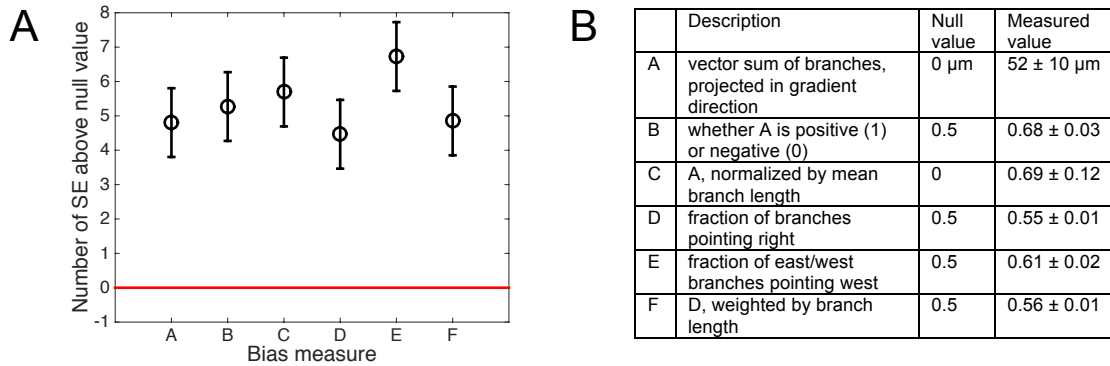 A
Number of SE above null value
8
7
6
5
4
3
2
1
0
-1
A B C D E F
Bias measure
B
Description Null value Measured value
A vector sum of branches, projected in gradient direction 0 µm 52 ± 10 µm
B whether A is positive (1) or negative (0) 0.5 0.68 ± 0.03
C A, normalized by mean branch length 0 0.69 ± 0.12
D fraction of branches pointing right 0.5 0.55 ± 0.01
E fraction of east/west branches pointing west 0.5 0.61 ± 0.02
F D, weighted by branch length 0.5 0.56 ± 0.01